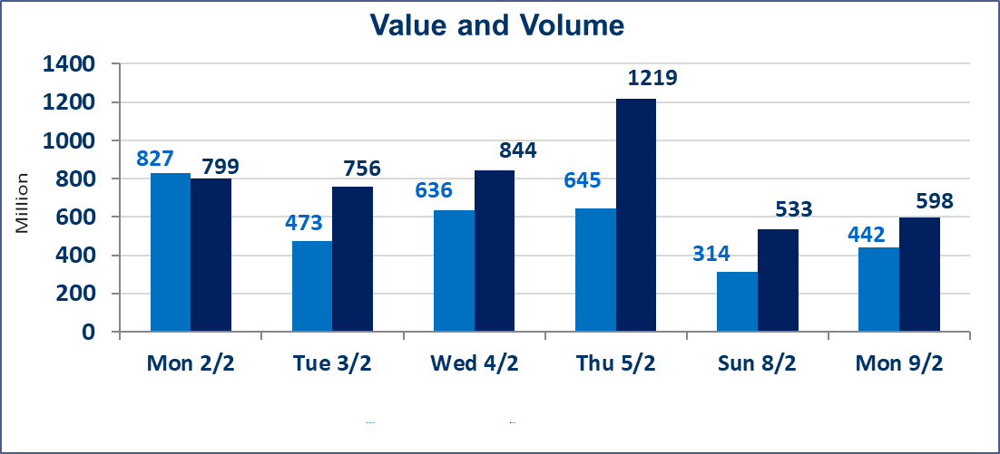 Value and Volume
1400
1200
1000
800
600
400
200
0
Million
827
799
473
756
636
844
645
1219
314
533
442
598
Mon 2/2
Tue 3/2
Wed 4/2
Thu 5/2
Sun 8/2
Mon 9/2